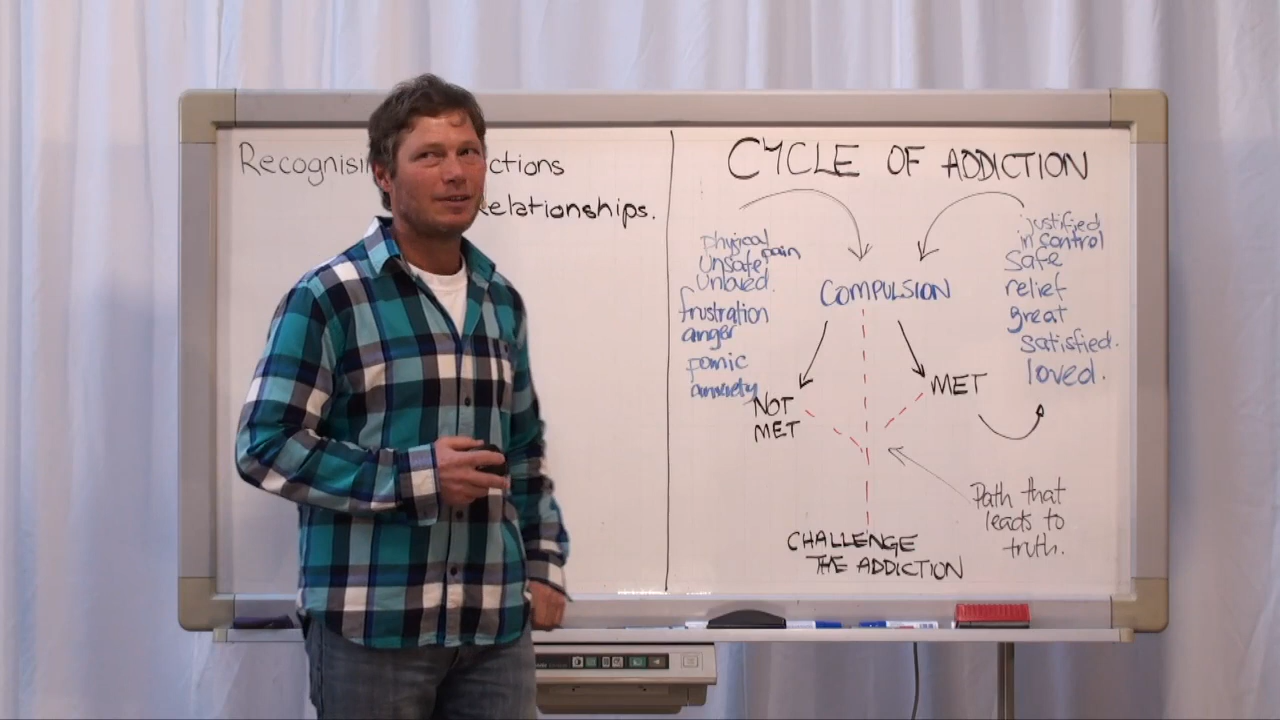 Recognisi ctions
elationships.
CYCLE OF ADDICTION
physical
pain
Unsafe
Unloved.
frustration
anger
panic
anxiety
NOT
MET
COMPULSION
MET
justified
in control
safe
relief
great
satisfied.
loved.
Path that
leads to
truth.
CHALLENGE
THE ADDICTION